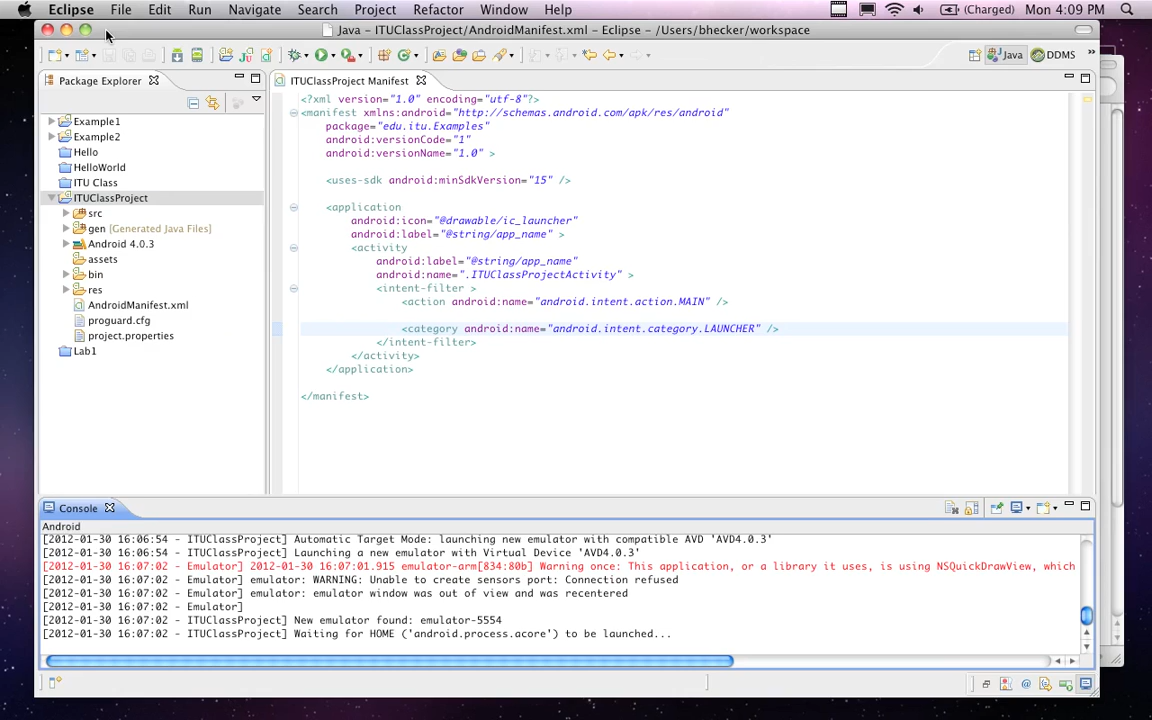 Eclipse File Edit Run Navigate Search Project Refactor Window Help (Charged) Mon 4:09 PM
Java – ITUClassProject/AndroidManifest.xml – Eclipse – /Users/bhecker/workspace
Java DDMS
Package Explorer
Example1
Example2
Hello
HelloWorld
ITU Class
ITUClassProject
src
gen [Generated Java Files]
Android 4.0.3
assets
bin
res
AndroidManifest.xml
proguard.cfg
project.properties
Lab1
ITUClassProject Manifest
<?xml version="1.0" encoding="utf-8"?>
<manifest xmlns:android="http://schemas.android.com/apk/res/android"
package="edu.itu.Examples"
android:versionCode="1"
android:versionName="1.0" >
<uses-sdk android:minSdkVersion="15" />
<application
android:icon="@drawable/ic_launcher"
android:label="@string/app_name" >
<activity
android:label="@string/app_name"
android:name=".ITUClassProjectActivity" >
<intent-filter >
<action android:name="android.intent.action.MAIN" />
<category android:name="android.intent.category.LAUNCHER" />
</intent-filter>
</activity>
</application>
</manifest>
Console
Android
[2012-01-30 16:06:54 - ITUClassProject] Automatic Target Mode: launching new emulator with compatible AVD 'AVD4.0.3'
[2012-01-30 16:06:54 - ITUClassProject] Launching a new emulator with Virtual Device 'AVD4.0.3'
[2012-01-30 16:07:02 - Emulator] 2012-01-30 16:07:01.915 emulator-arm[834:80b] Warning once: This application, or a library it uses, is using NSQuickDrawView, which
[2012-01-30 16:07:02 - Emulator] emulator: WARNING: Unable to create sensors port: Connection refused
[2012-01-30 16:07:02 - Emulator] emulator: emulator window was out of view and was recentered
[2012-01-30 16:07:02 - Emulator]
[2012-01-30 16:07:02 - ITUClassProject] New emulator found: emulator-5554
[2012-01-30 16:07:02 - ITUClassProject] Waiting for HOME ('android.process.acore') to be launched...